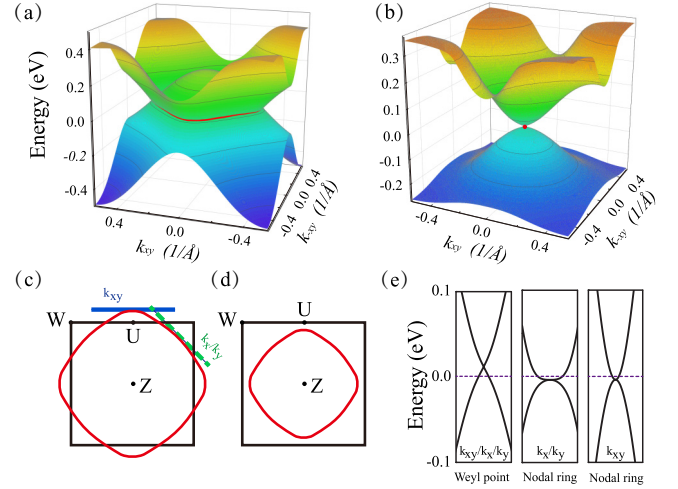 (a)
0.4
0.2
0.0
-0.2
-0.4
Energy (eV)
0.4
0.0
-0.4
kxy (1/Å)
-0.4
0.0
0.4
k-xy (1/Å)
(b)
0.3
0.2
0.1
0.0
-0.1
-0.2
-0.4
0.0
0.4
kxy (1/Å)
-0.4
0.0
0.4
k-xy (1/Å)
(c)
kxy
W
U
kx/ky
Z
(d)
W
U
Z
(e)
0.1
0.0
-0.1
Energy (eV)
kxy/kx/ky
kx/ky
kxy
Weyl point
Nodal ring
Nodal ring